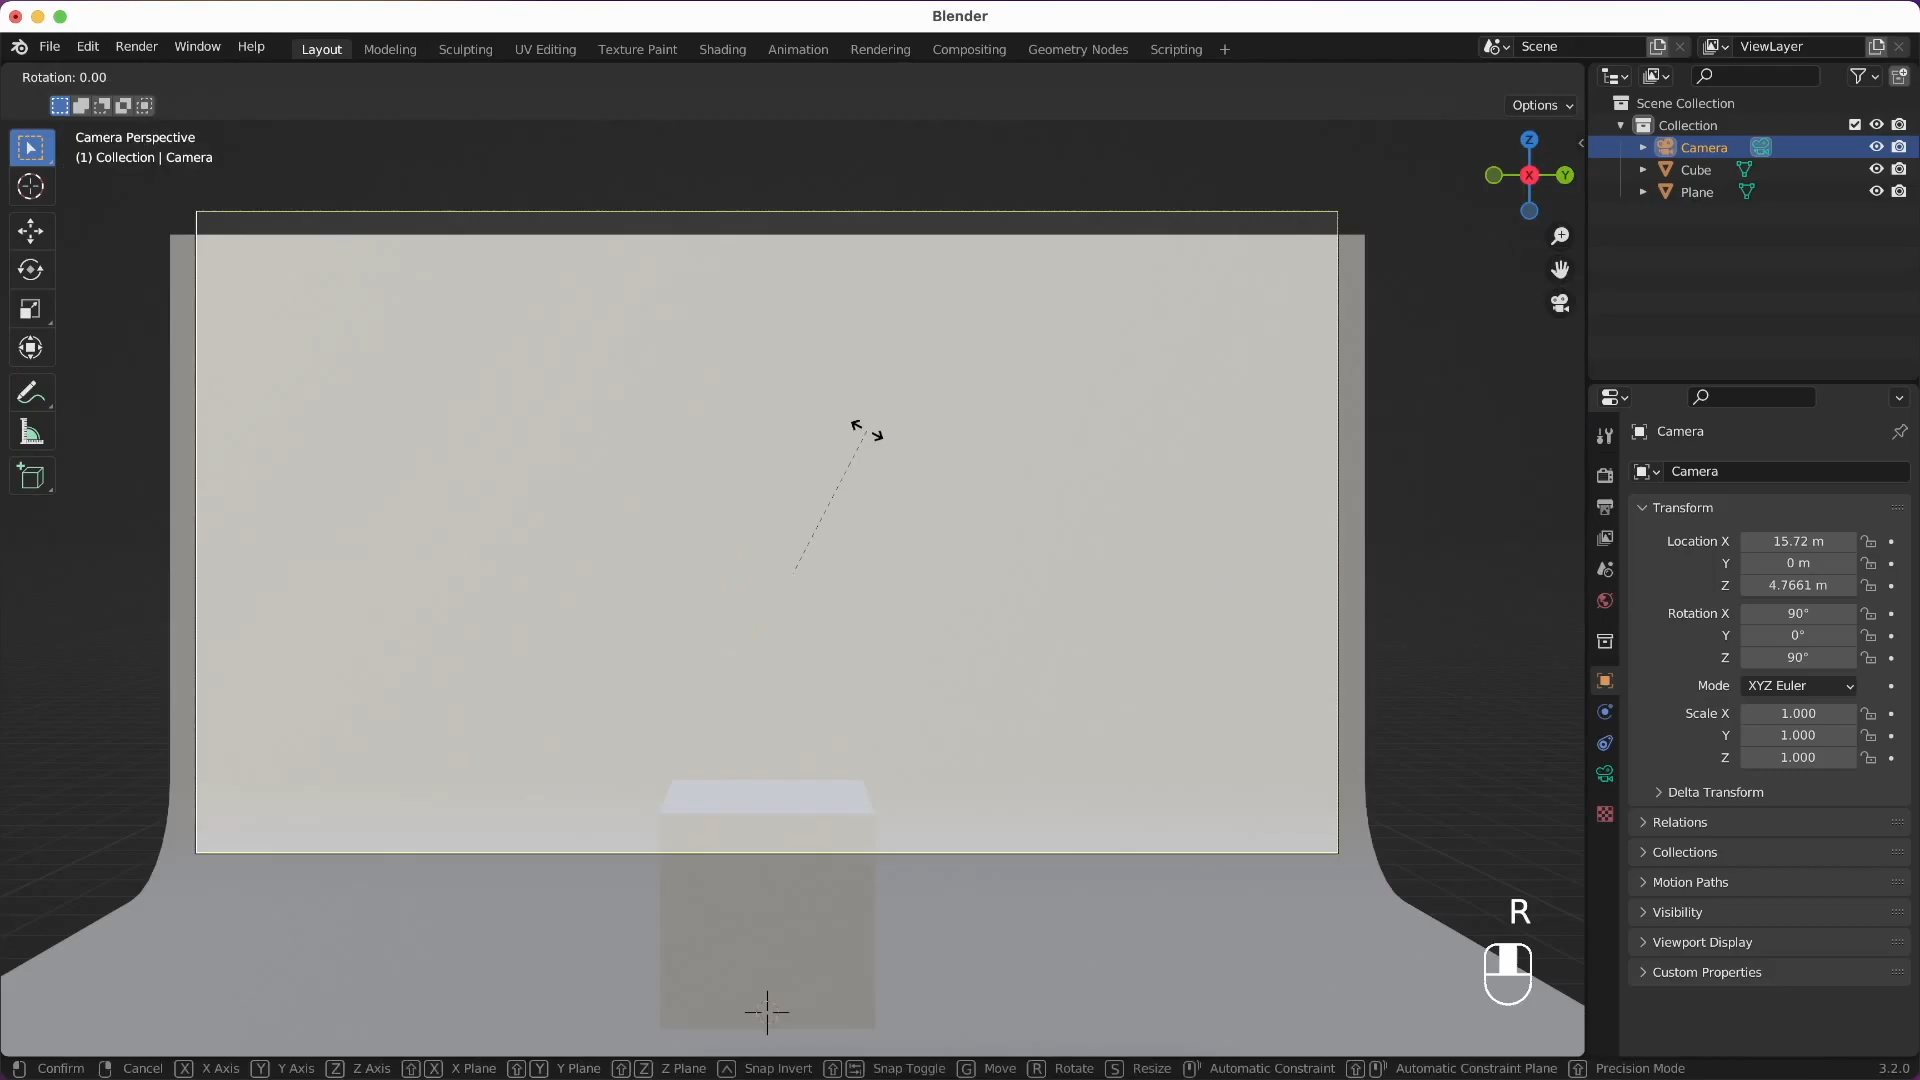 Blender
File Edit Render Window Help Layout Modeling Sculpting UV Editing Texture Paint Shading Animation Rendering Compositing Geometry Nodes Scripting + Scene ViewLayer
Rotation: 0.00
Options
Camera Perspective
(1) Collection | Camera
Z
X Y
Scene Collection
Collection
Camera
Cube
Plane
Camera
Camera
Transform
Location X 15.72 m
Y 0 m
Z 4.7661 m
Rotation X 90°
Y 0°
Z 90°
Mode XYZ Euler
Scale X 1.000
Y 1.000
Z 1.000
Delta Transform
Relations
Collections
Motion Paths
Visibility
Viewport Display
Custom Properties
R
Confirm Cancel X X Axis Y Y Axis Z Z Axis X X Plane Y Y Plane Z Z Plane Snap Invert Snap Toggle G Move R Rotate S Resize Automatic Constraint Automatic Constraint Plane Precision Mode 3.2.0